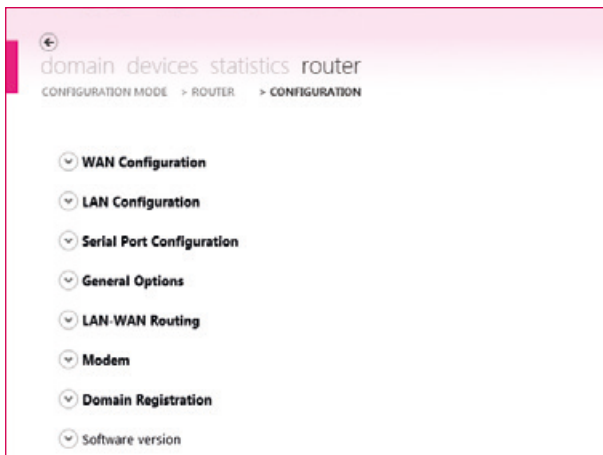 domain devices statistics router
CONFIGURATION MODE > ROUTER > CONFIGURATION
WAN Configuration
LAN Configuration
Serial Port Configuration
General Options
LAN-WAN Routing
Modem
Domain Registration
Software version